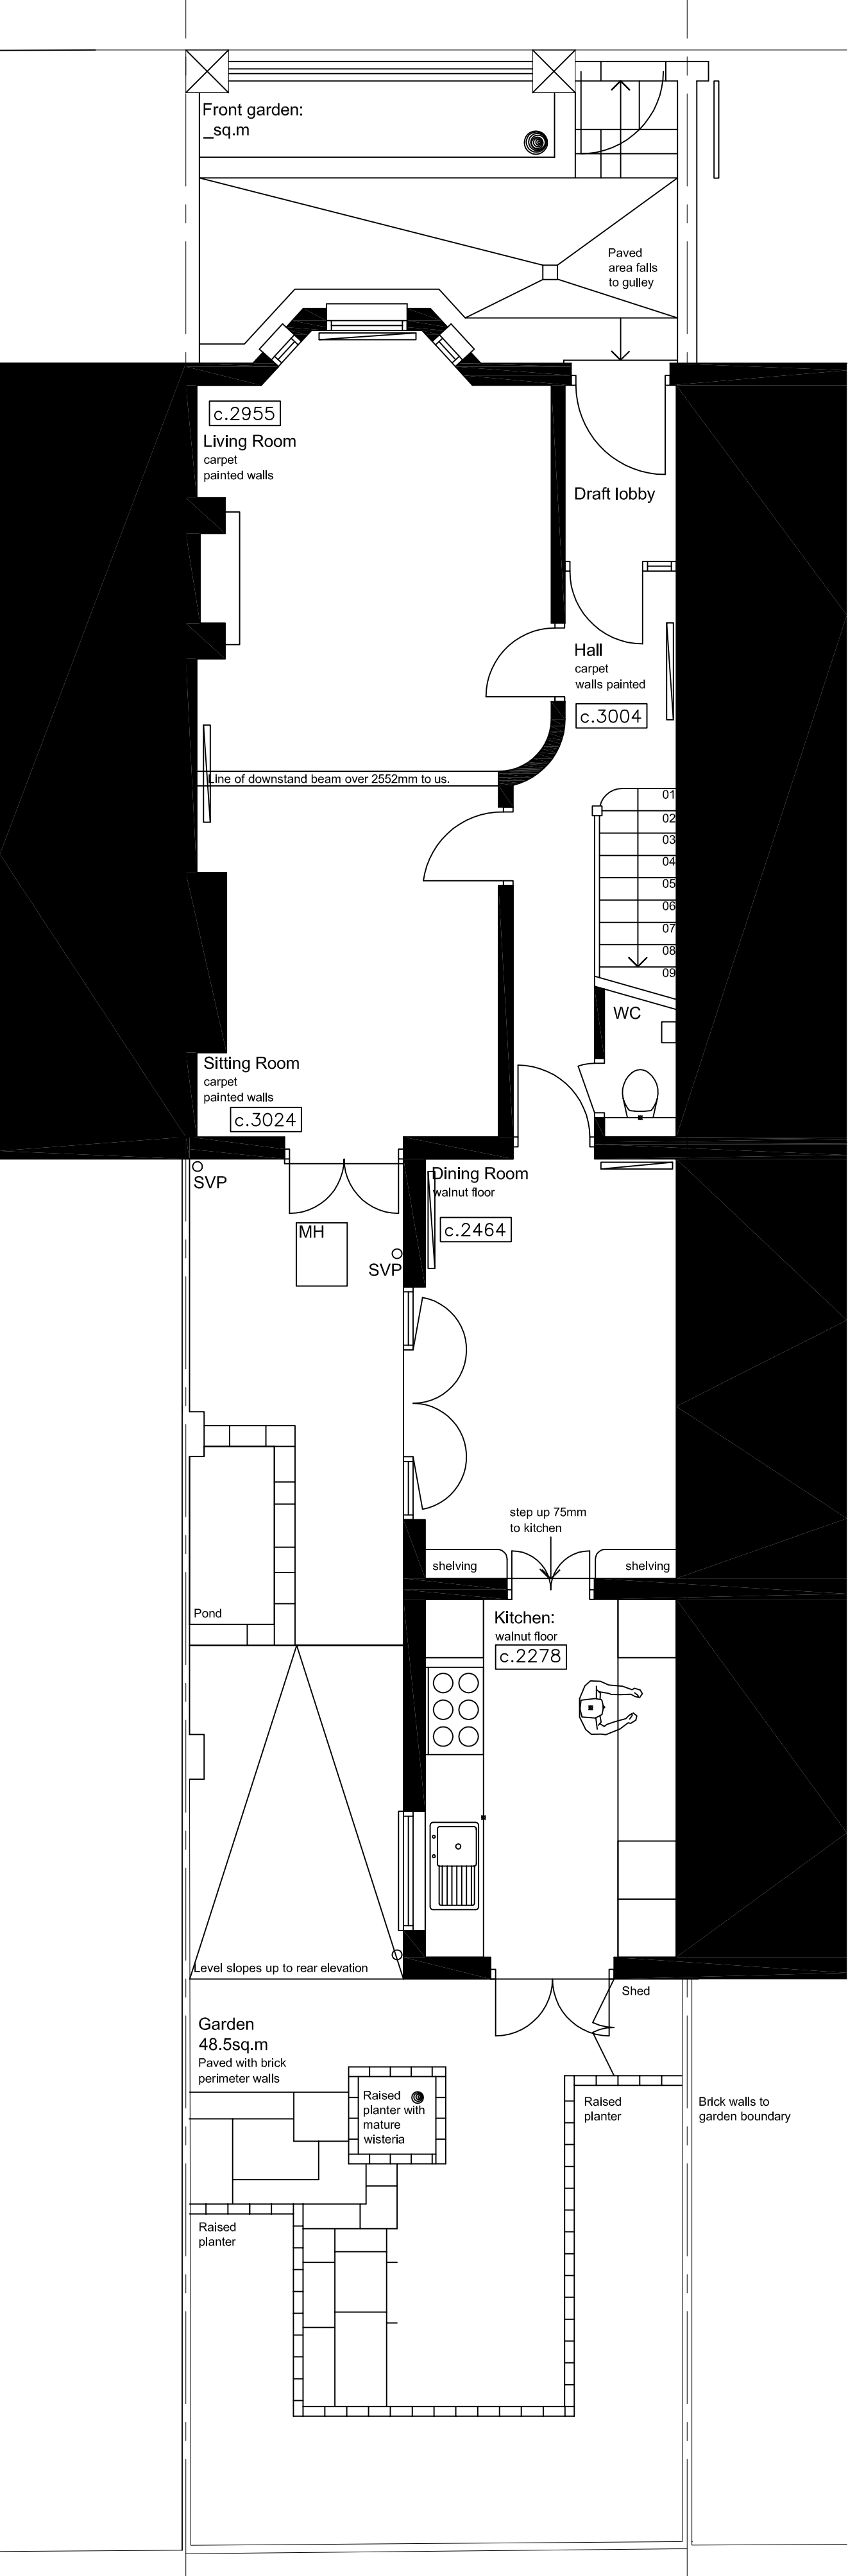 Front garden:
_sq.m
Paved
area falls
to gulley
c.2955
Living Room
carpet
painted walls
Draft lobby
Hall
carpet
walls painted
c.3004
Line of downstand beam over 2552mm to us.
01
02
03
04
05
06
07
08
09
WC
Sitting Room
carpet
painted walls
c.3024
SVP
MH
SVP
Dining Room
walnut floor
c.2464
step up 75mm
to kitchen
shelving
shelving
Pond
Kitchen:
walnut floor
c.2278
Level slopes up to rear elevation
Shed
Garden
48.5sq.m
Paved with brick
perimeter walls
Raised
planter with
mature
wisteria
Raised
planter
Brick walls to
garden boundary
Raised
planter